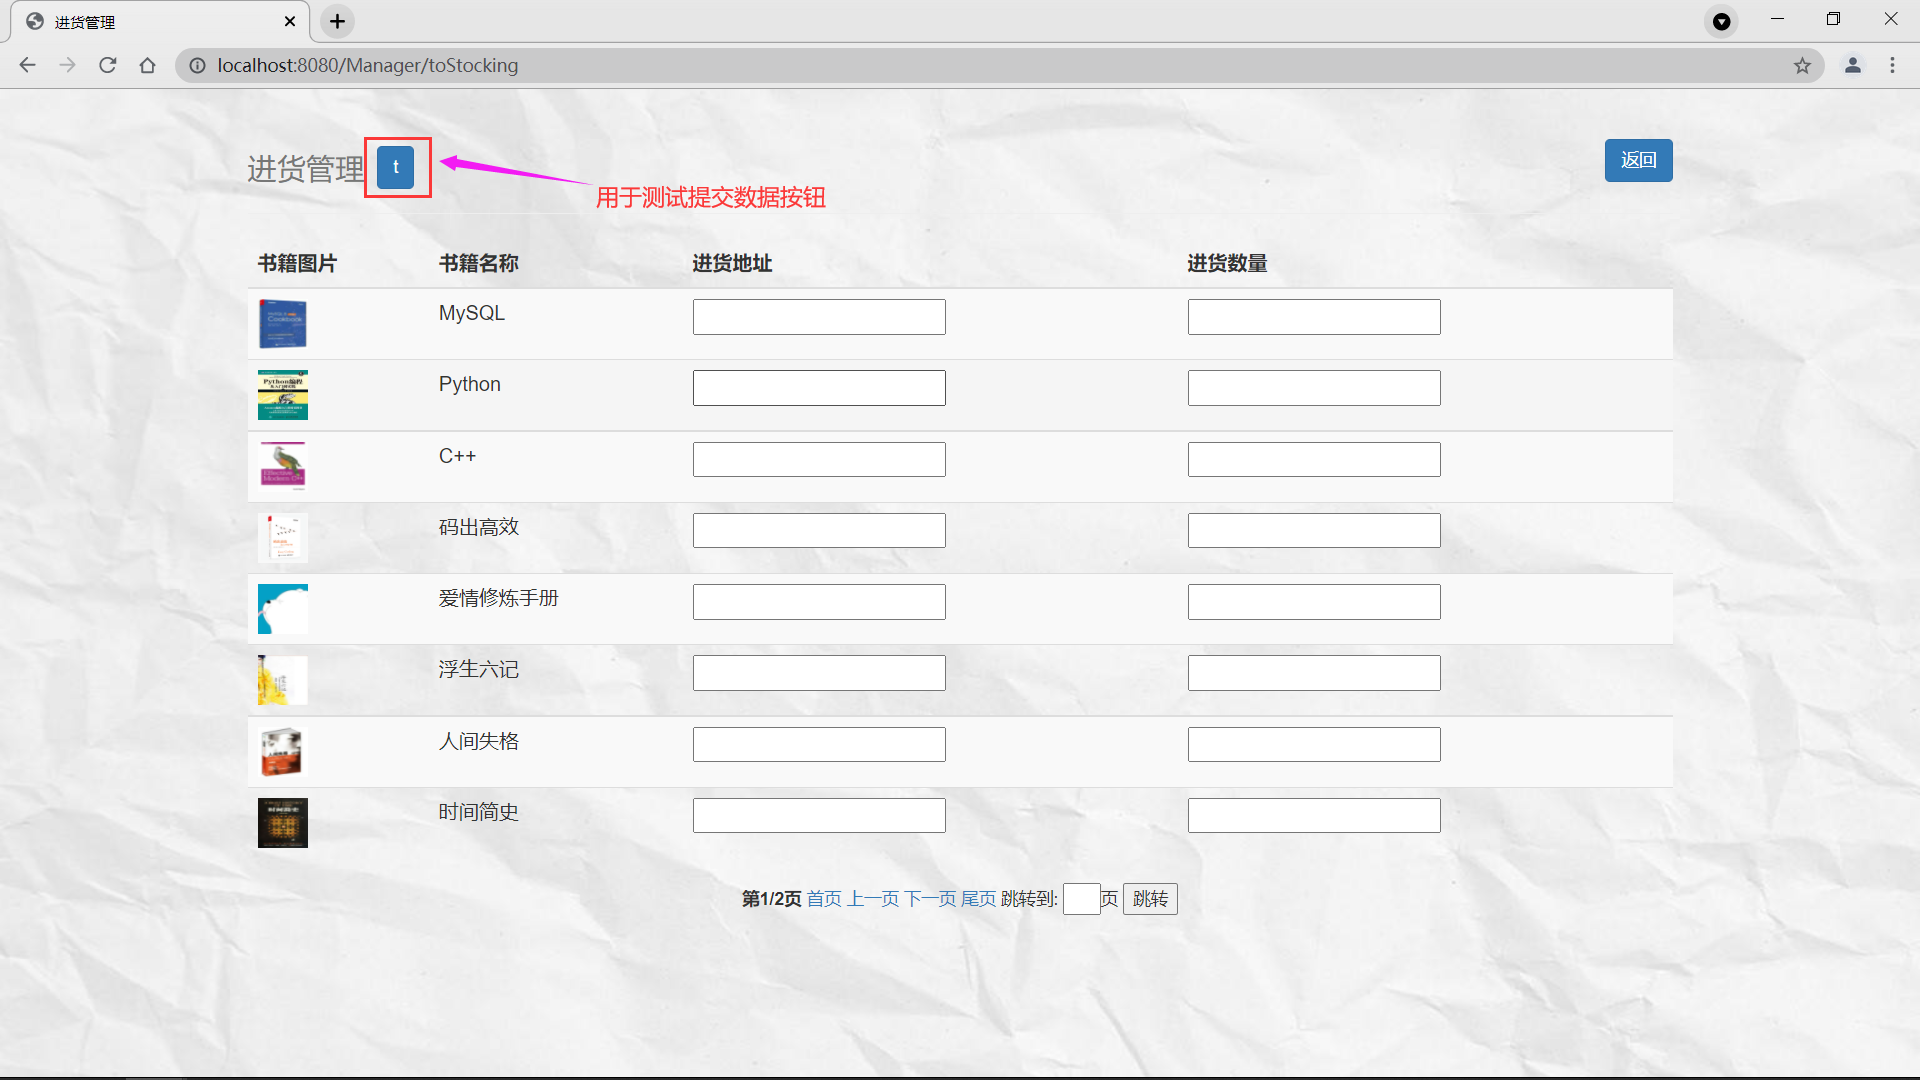 进货管理
localhost:8080/Manager/toStocking
进货管理 t
返回
用于测试提交数据按钮
书籍图片 书籍名称 进货地址 进货数量
MySQL
Python
C++
码出高效
爱情修炼手册
浮生六记
人间失格
时间简史
第1/2页 首页 上一页 下一页 尾页 跳转到: 页 跳转